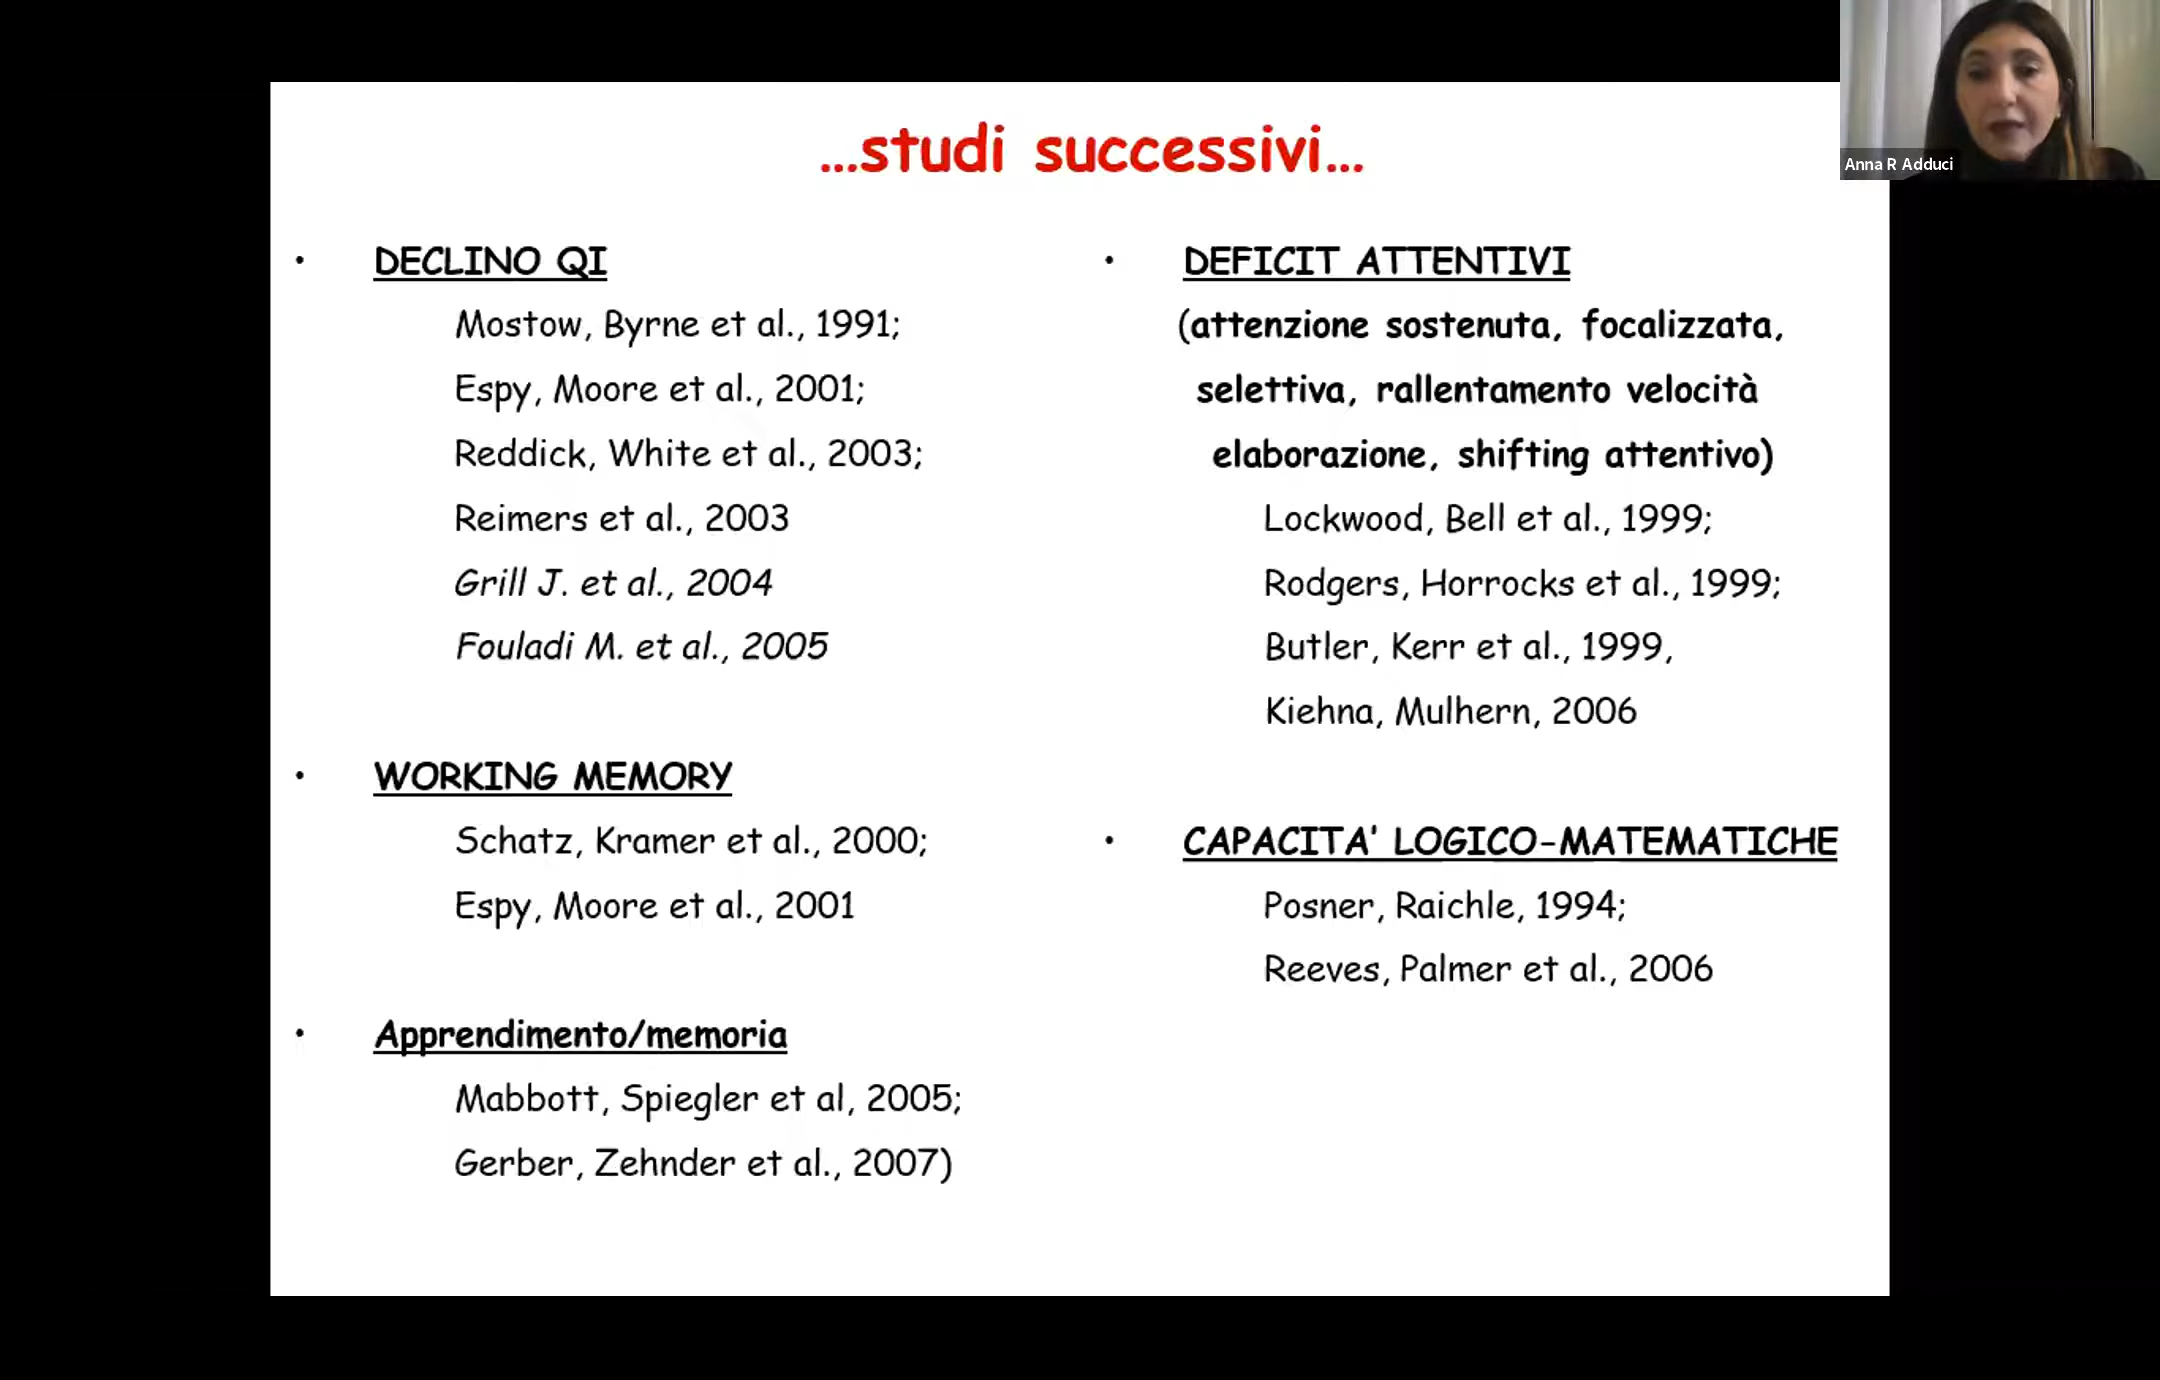 ...studi successivi...
• DECLINO QI
Mostow, Byrne et al., 1991;
Espy, Moore et al., 2001;
Reddick, White et al., 2003;
Reimers et al., 2003
Grill J. et al., 2004
Fouladi M. et al., 2005
• WORKING MEMORY
Schatz, Kramer et al., 2000;
Espy, Moore et al., 2001
• Apprendimento/memoria
Mabbott, Spiegler et al, 2005;
Gerber, Zehnder et al., 2007)
• DEFICIT ATTENTIVI
(attenzione sostenuta, focalizzata,
selettiva, rallentamento velocità
elaborazione, shifting attentivo)
Lockwood, Bell et al., 1999;
Rodgers, Horrocks et al., 1999;
Butler, Kerr et al., 1999,
Kiehna, Mulhern, 2006
• CAPACITA' LOGICO-MATEMATICHE
Posner, Raichle, 1994;
Reeves, Palmer et al., 2006
Anna R Adduci